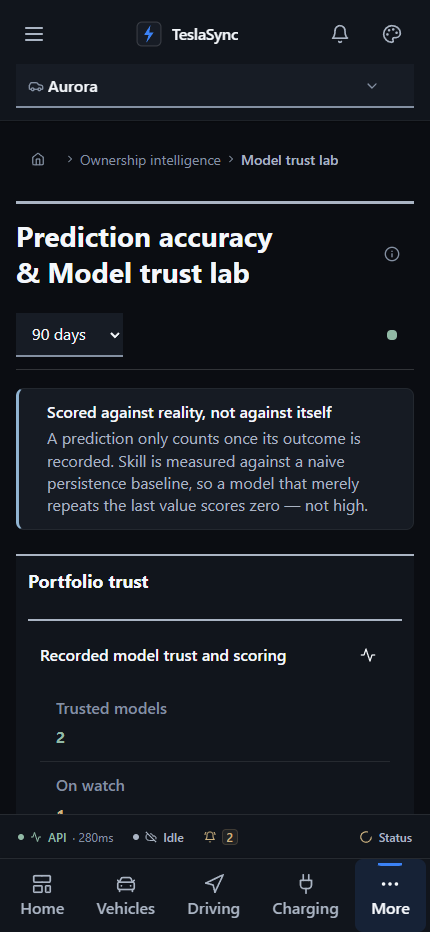 TeslaSync
Aurora
Ownership intelligence
Model trust lab
Prediction accuracy
& Model trust lab
90 days
Scored against reality, not against itself
A prediction only counts once its outcome is
recorded. Skill is measured against a naive
persistence baseline, so a model that merely
repeats the last value scores zero — not high.
Portfolio trust
Recorded model trust and scoring
Trusted models
2
On watch
API · 280ms
Idle
2
Status
Home
Vehicles
Driving
Charging
More